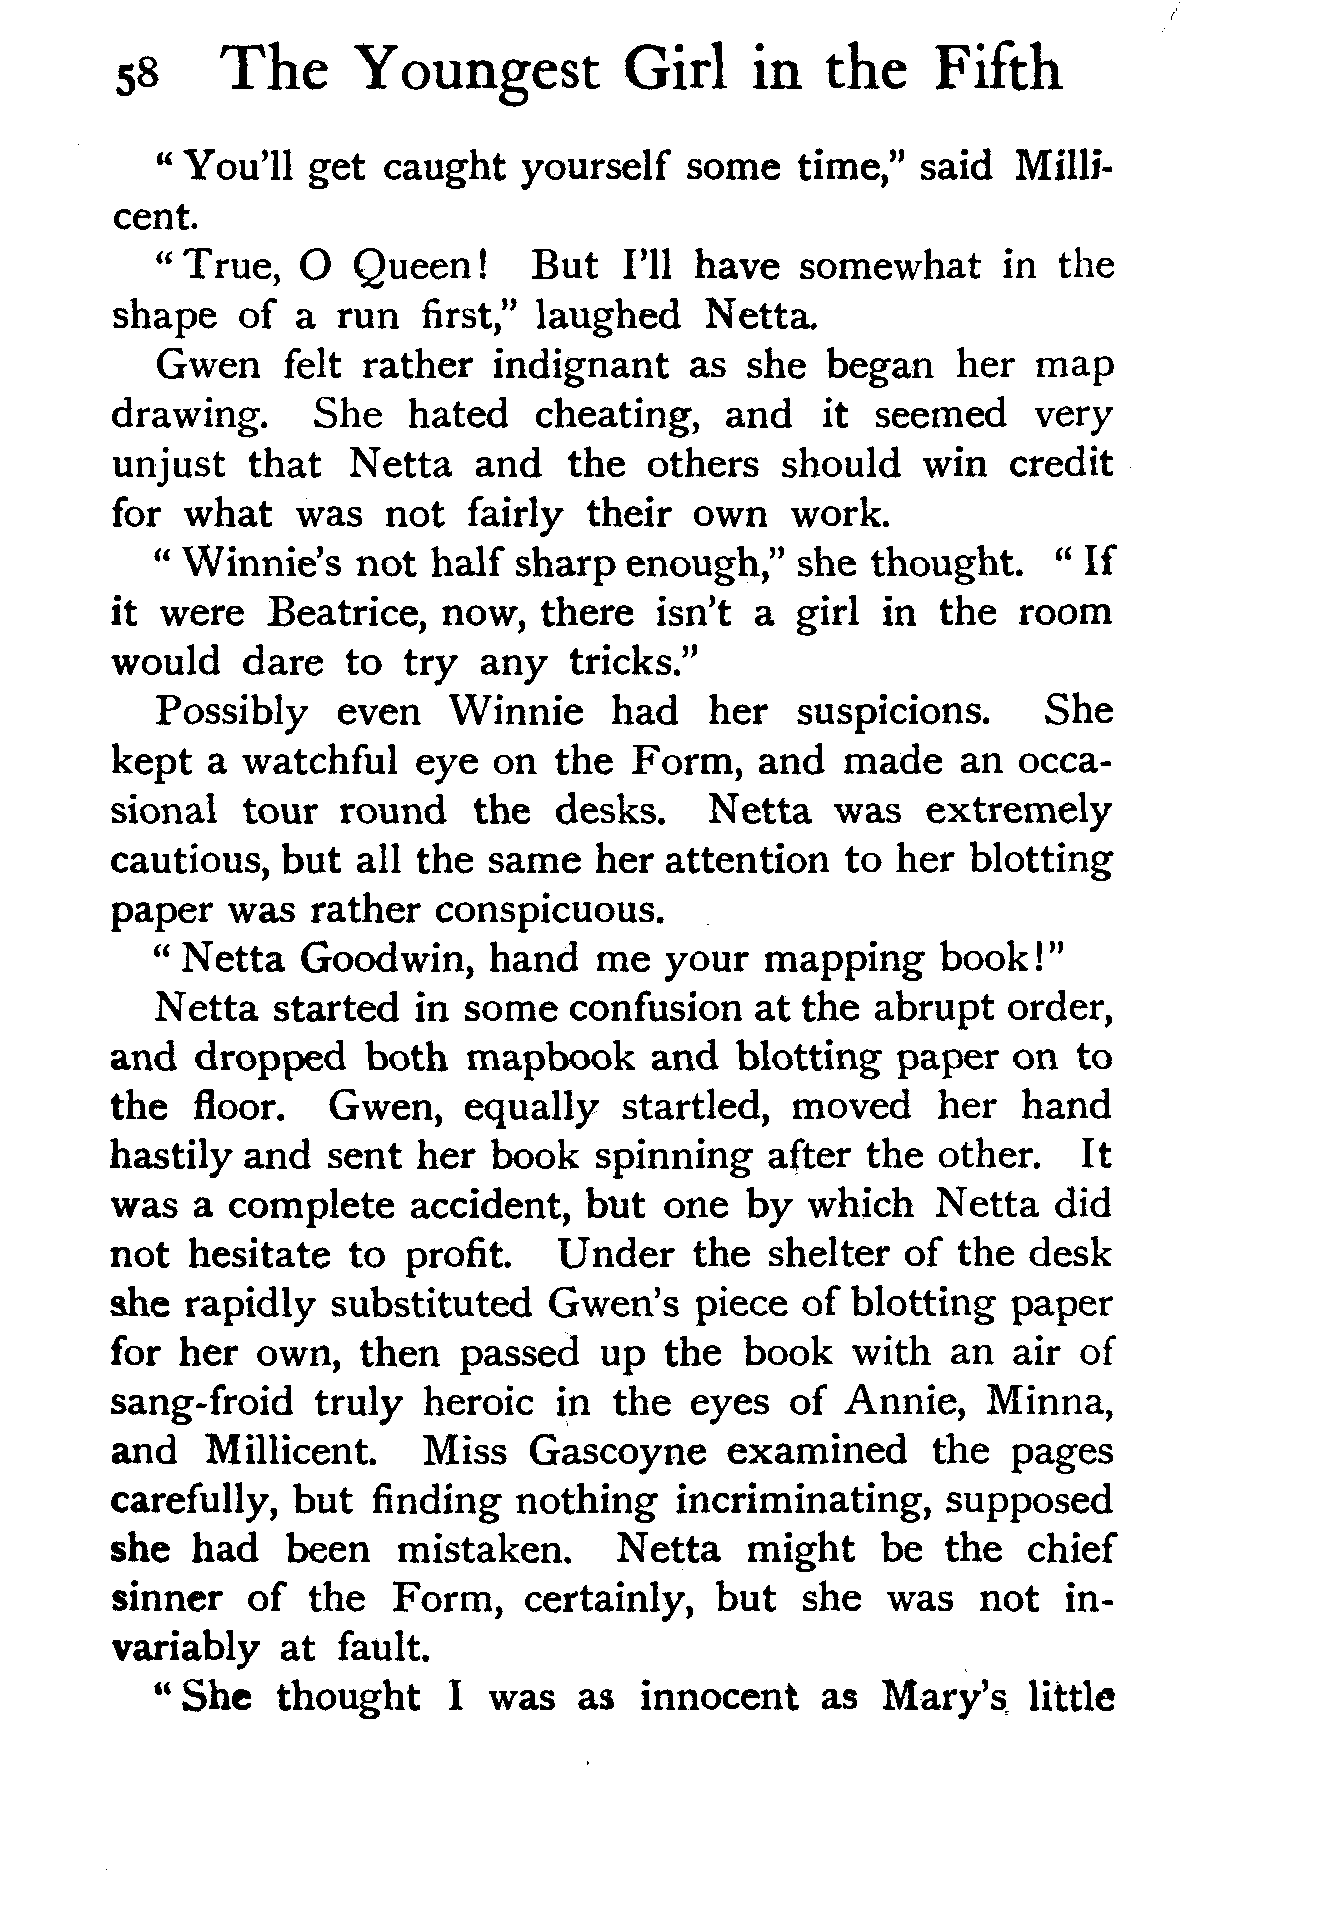 58 The Youngest Girl in the Fifth
“ You’ll get caught yourself some time,” said Milli-
cent.
“ True, O Queen! But I’ll have somewhat in the
shape of a run first,” laughed Netta.
Gwen felt rather indignant as she began her map
drawing. She hated cheating, and it seemed very
unjust that Netta and the others should win credit
for what was not fairly their own work.
“ Winnie’s not half sharp enough,” she thought. “ If
it were Beatrice, now, there isn’t a girl in the room
would dare to try any tricks.”
Possibly even Winnie had her suspicions. She
kept a watchful eye on the Form, and made an occa-
sional tour round the desks. Netta was extremely
cautious, but all the same her attention to her blotting
paper was rather conspicuous.
“ Netta Goodwin, hand me your mapping book!”
Netta started in some confusion at the abrupt order,
and dropped both mapbook and blotting paper on to
the floor. Gwen, equally startled, moved her hand
hastily and sent her book spinning after the other. It
was a complete accident, but one by which Netta did
not hesitate to profit. Under the shelter of the desk
she rapidly substituted Gwen’s piece of blotting paper
for her own, then passed up the book with an air of
sang-froid truly heroic in the eyes of Annie, Minna,
and Millicent. Miss Gascoyne examined the pages
carefully, but finding nothing incriminating, supposed
she had been mistaken. Netta might be the chief
sinner of the Form, certainly, but she was not in-
variably at fault.
“ She thought I was as innocent as Mary’s little